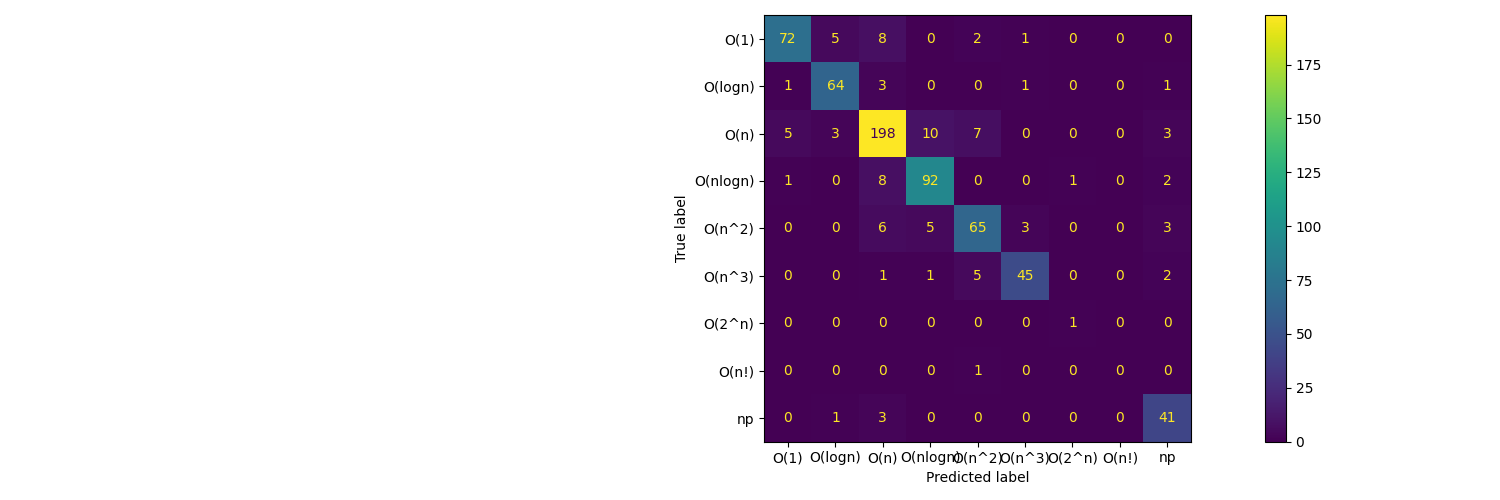 True label
O(1) 72 5 8 0 2 1 0 0 0
O(logn) 1 64 3 0 0 1 0 0 1
O(n) 5 3 198 10 7 0 0 0 3
O(nlogn) 1 0 8 92 0 0 1 0 2
O(n^2) 0 0 6 5 65 3 0 0 3
O(n^3) 0 0 1 1 5 45 0 0 2
O(2^n) 0 0 0 0 0 0 1 0 0
O(n!) 0 0 0 0 1 0 0 0 0
np 0 1 3 0 0 0 0 0 41
O(1) O(logn) O(n) O(nlogn) O(n^2) O(n^3) O(2^n) O(n!) np
Predicted label
175
150
125
100
75
50
25
0